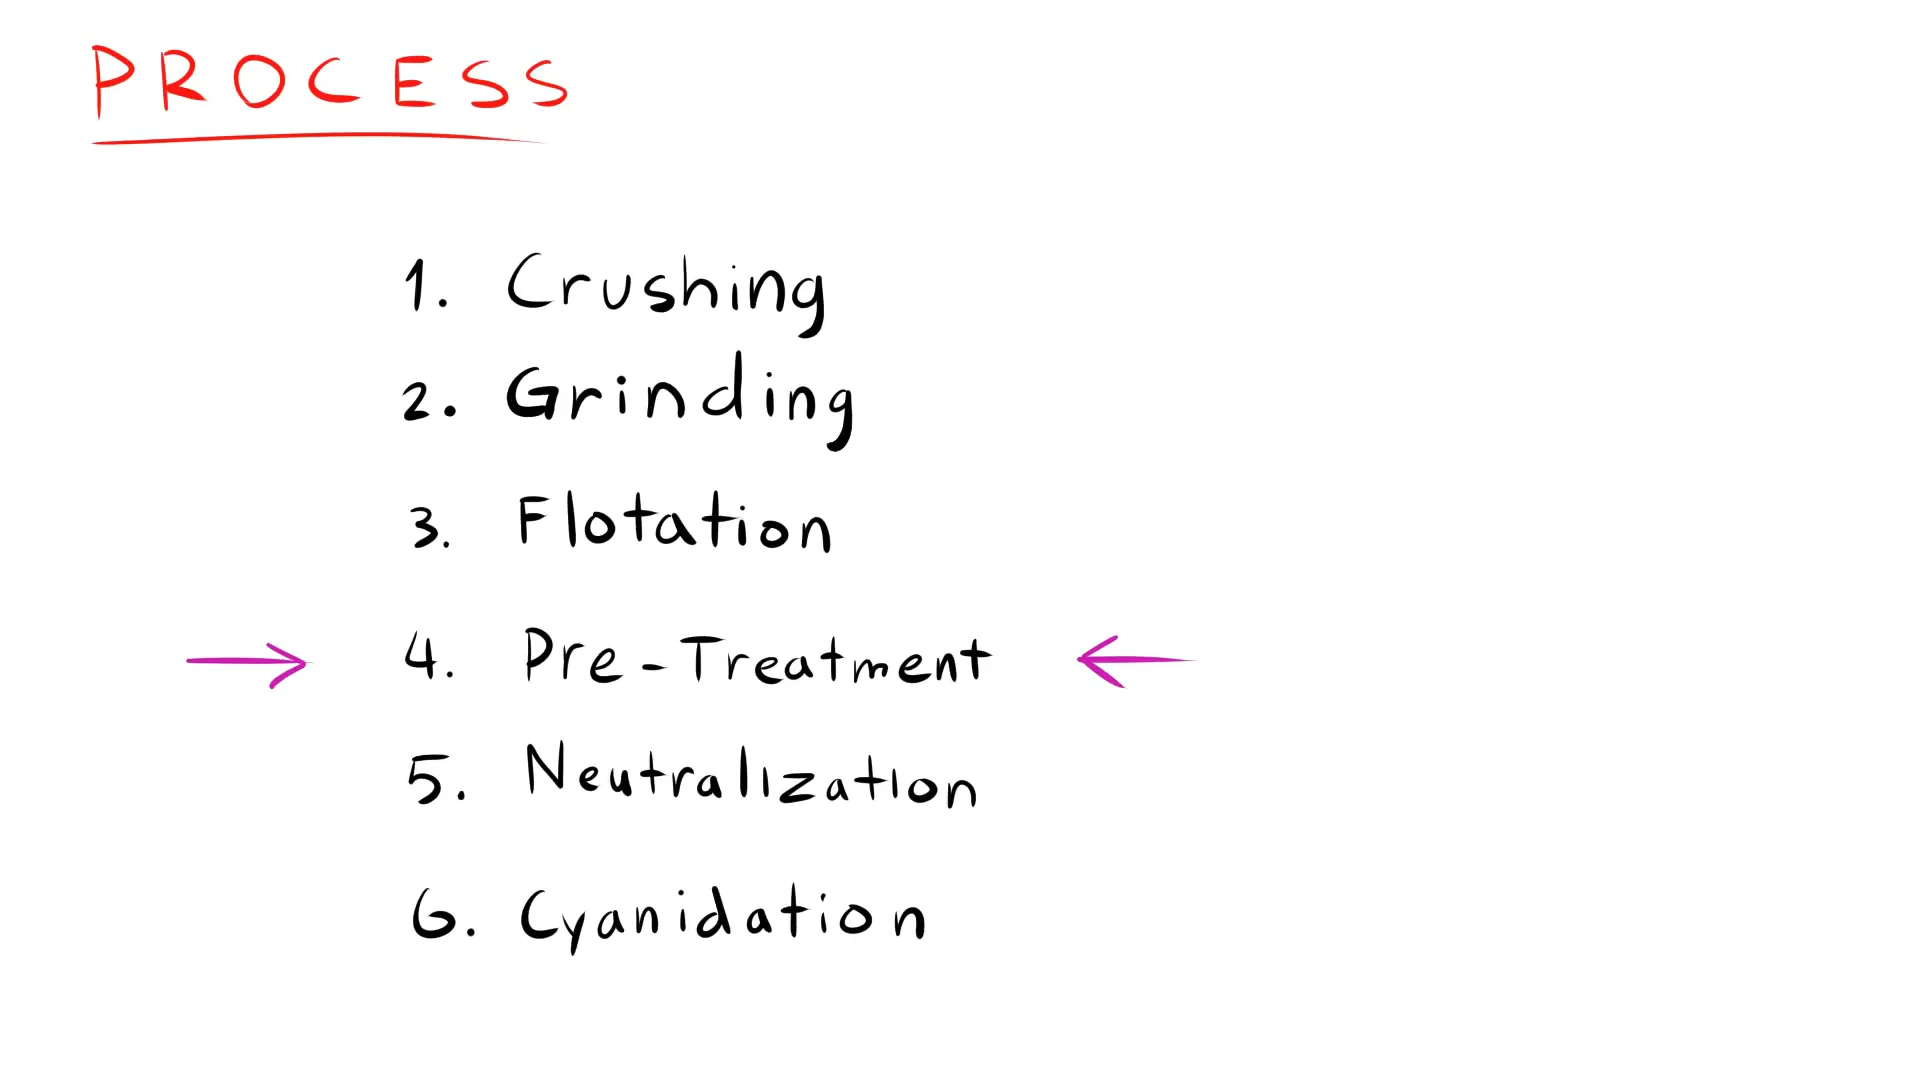 PROCESS
1. Crushing
2. Grinding
3. Flotation
4. Pre-Treatment
5. Neutralization
6. Cyanidation